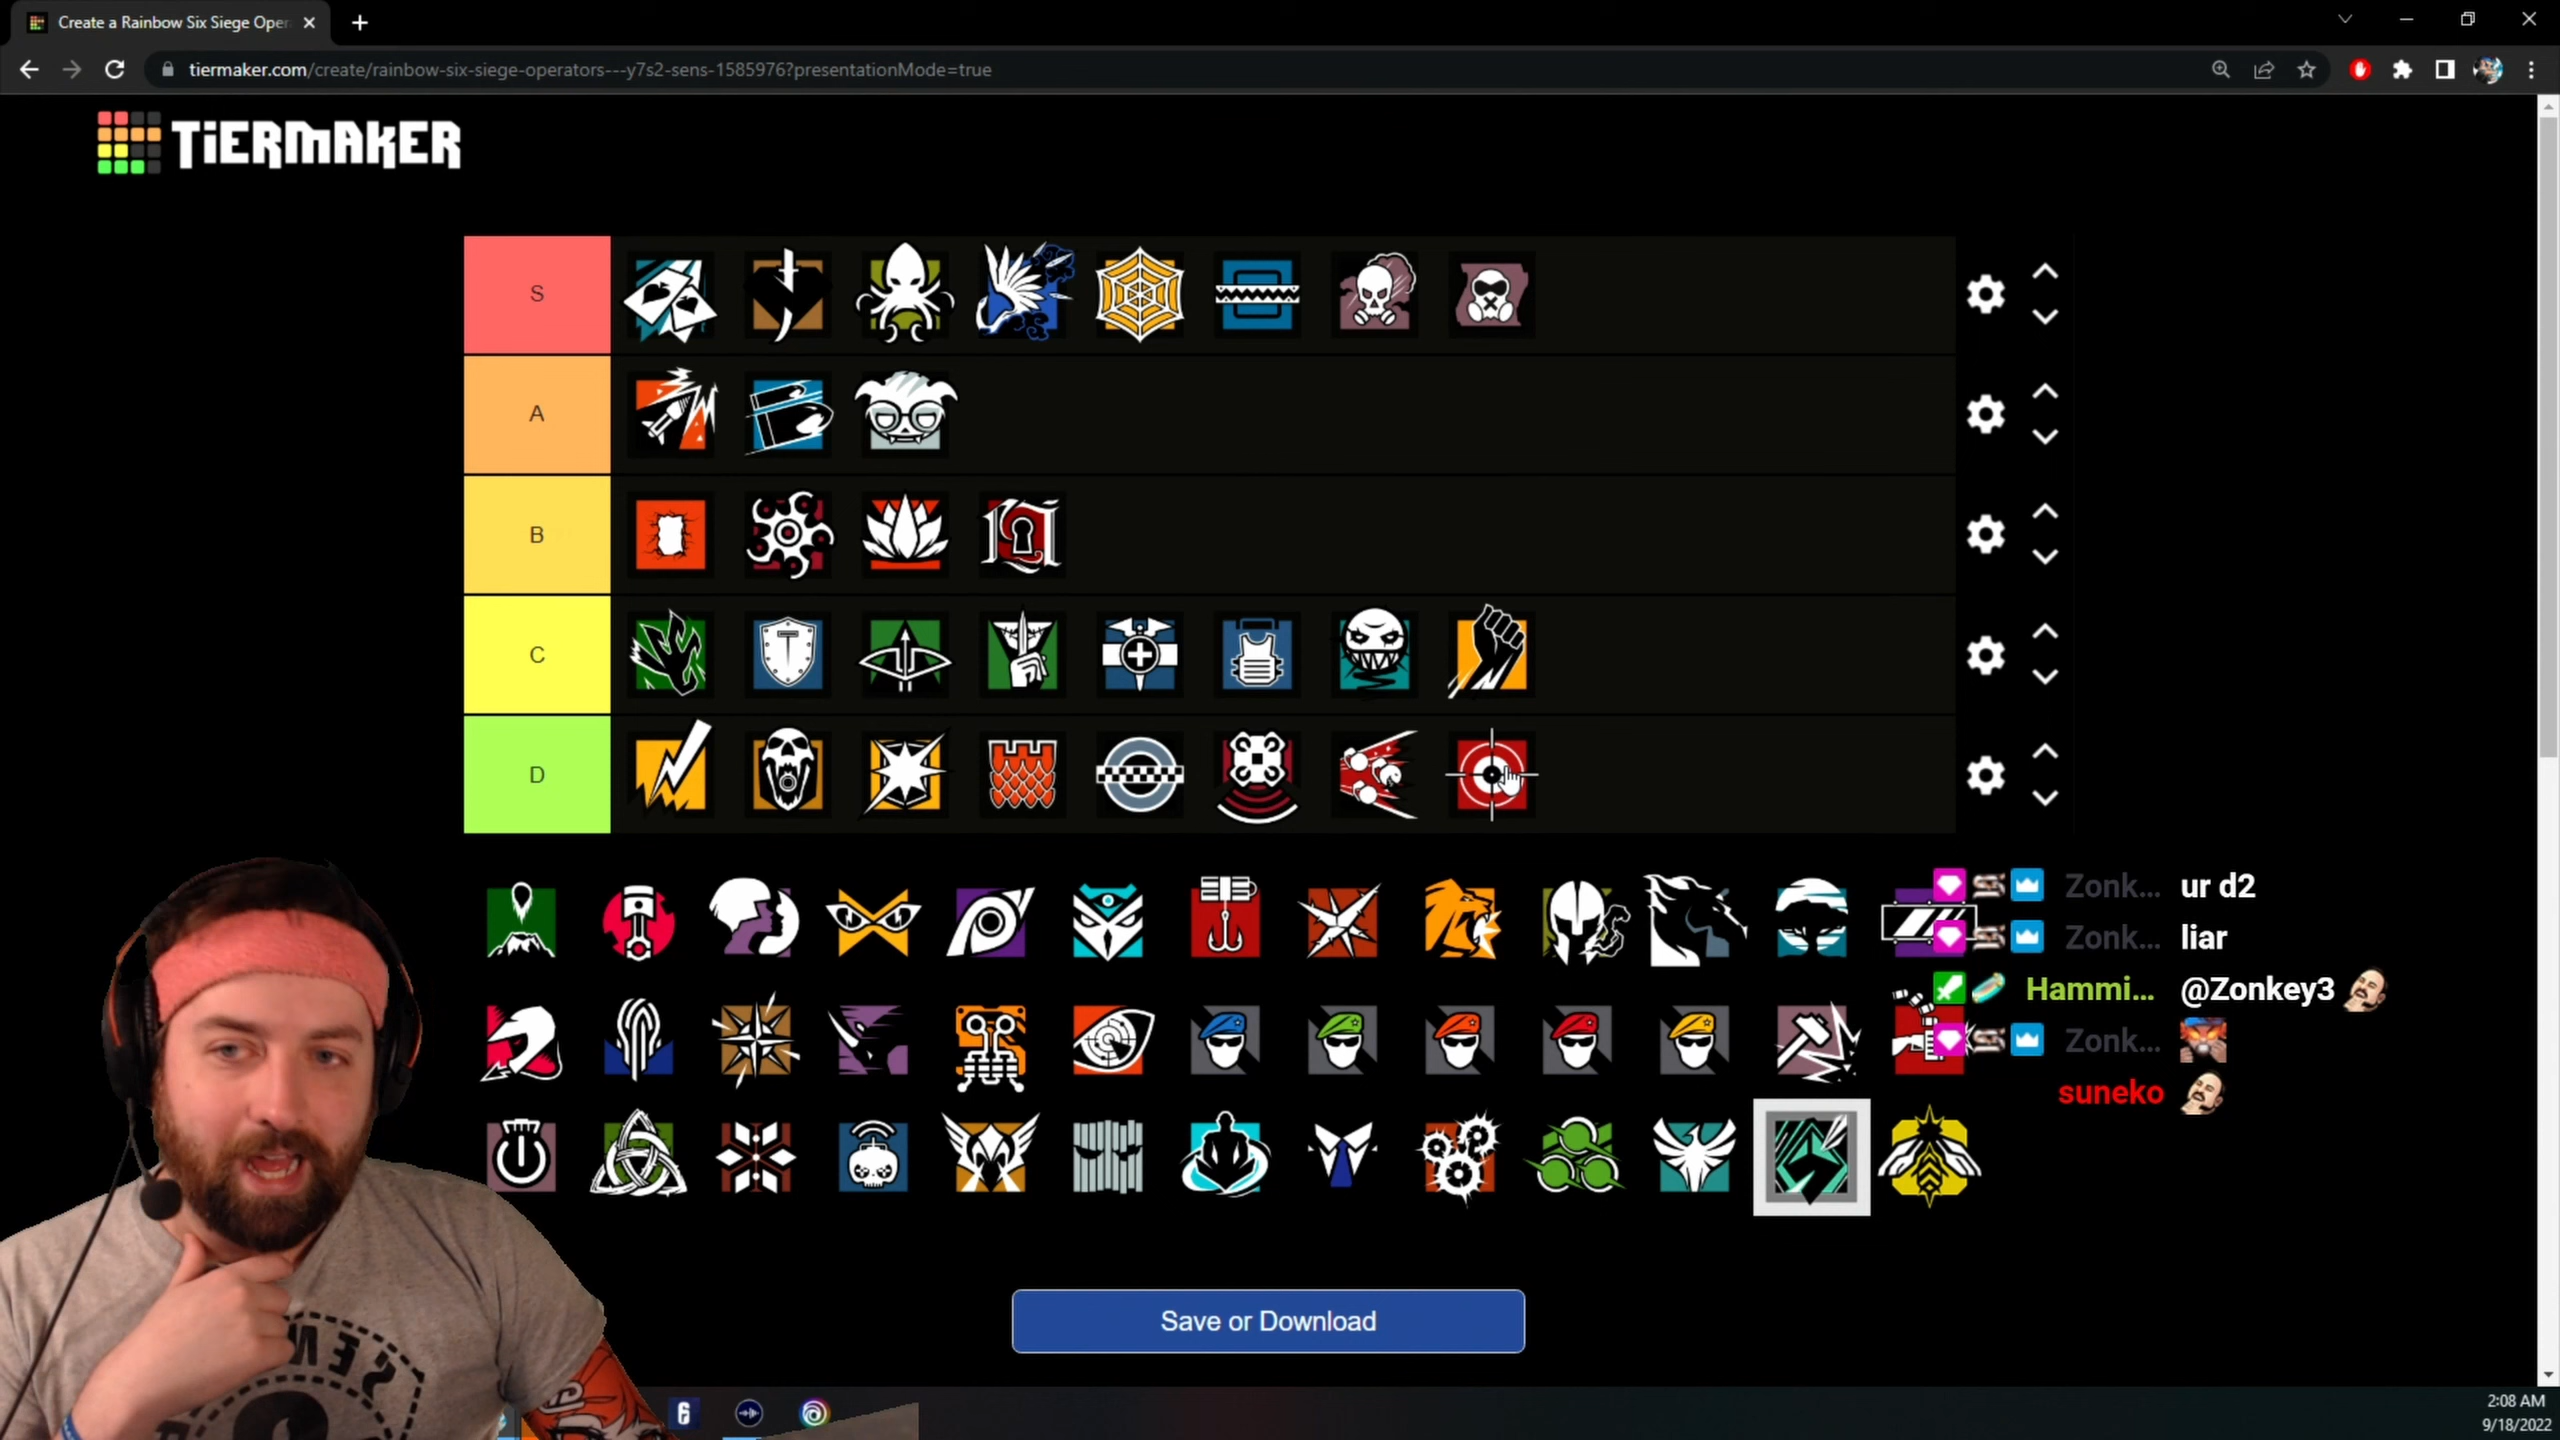 Create a Rainbow Six Siege Oper
tiermaker.com/create/rainbow-six-siege-operators---y7s2-sens-1585976?presentationMode=true
TiERMAKER
S
A
B
C
D
Zonk... ur d2
Zonk... liar
Hammi... @Zonkey3
Zonk...
suneko
Save or Download
6
2:08 AM
9/18/2022